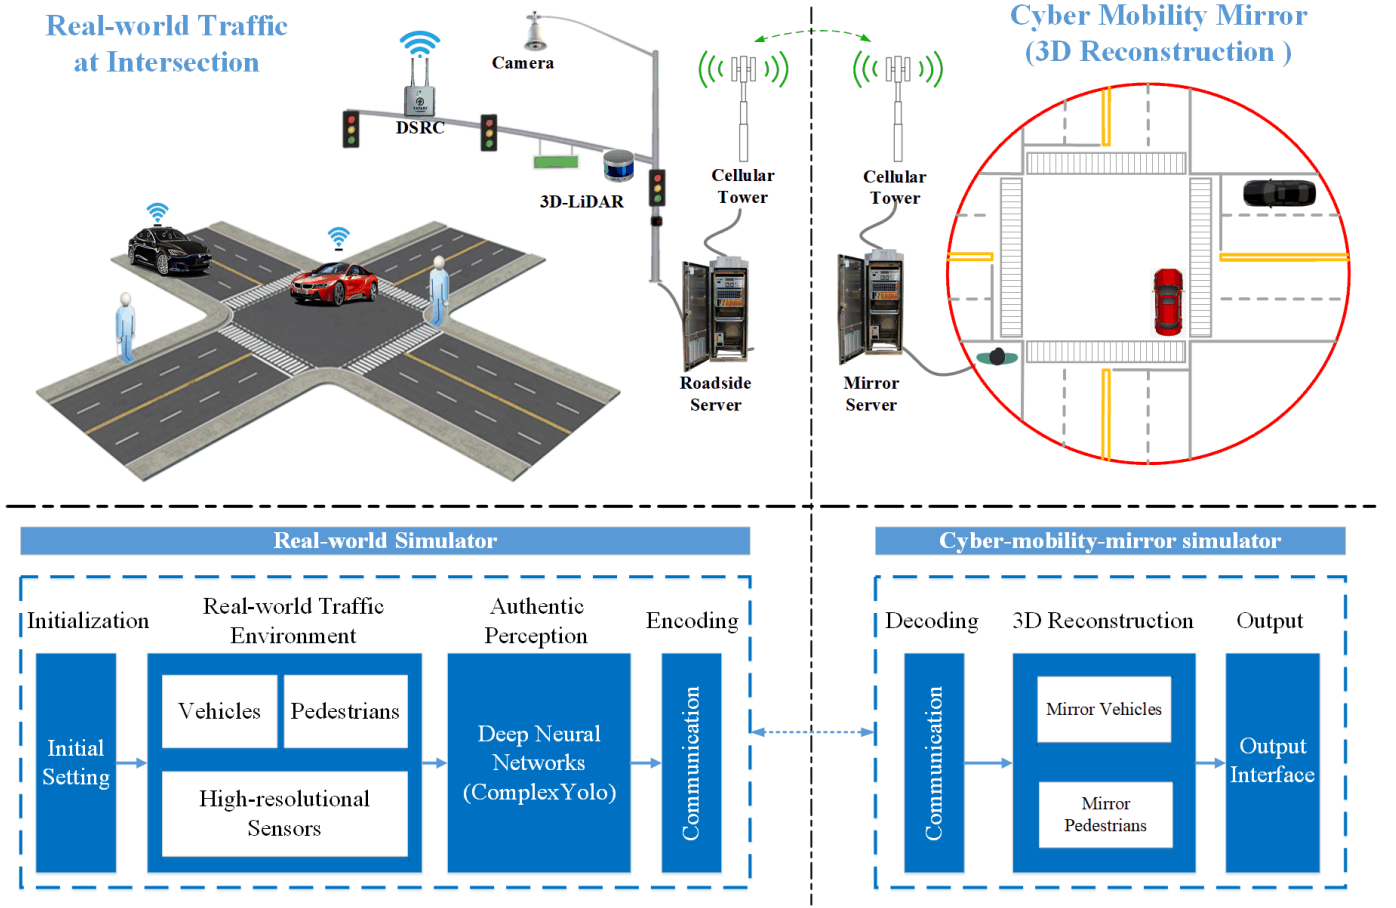 Real-world Traffic
at Intersection
Camera
DSRC
3D-LiDAR
Cellular
Tower
Roadside
Server
Cyber Mobility Mirror
(3D Reconstruction )
Cellular
Tower
Mirror
Server
Real-world Simulator
Initialization
Initial
Setting
Real-world Traffic
Environment
Vehicles
Pedestrians
High-resolutional
Sensors
Authentic
Perception
Deep Neural
Networks
(ComplexYolo)
Encoding
Communication
Cyber-mobility-mirror simulator
Decoding
Communication
3D Reconstruction
Mirror Vehicles
Mirror
Pedestrians
Output
Output
Interface